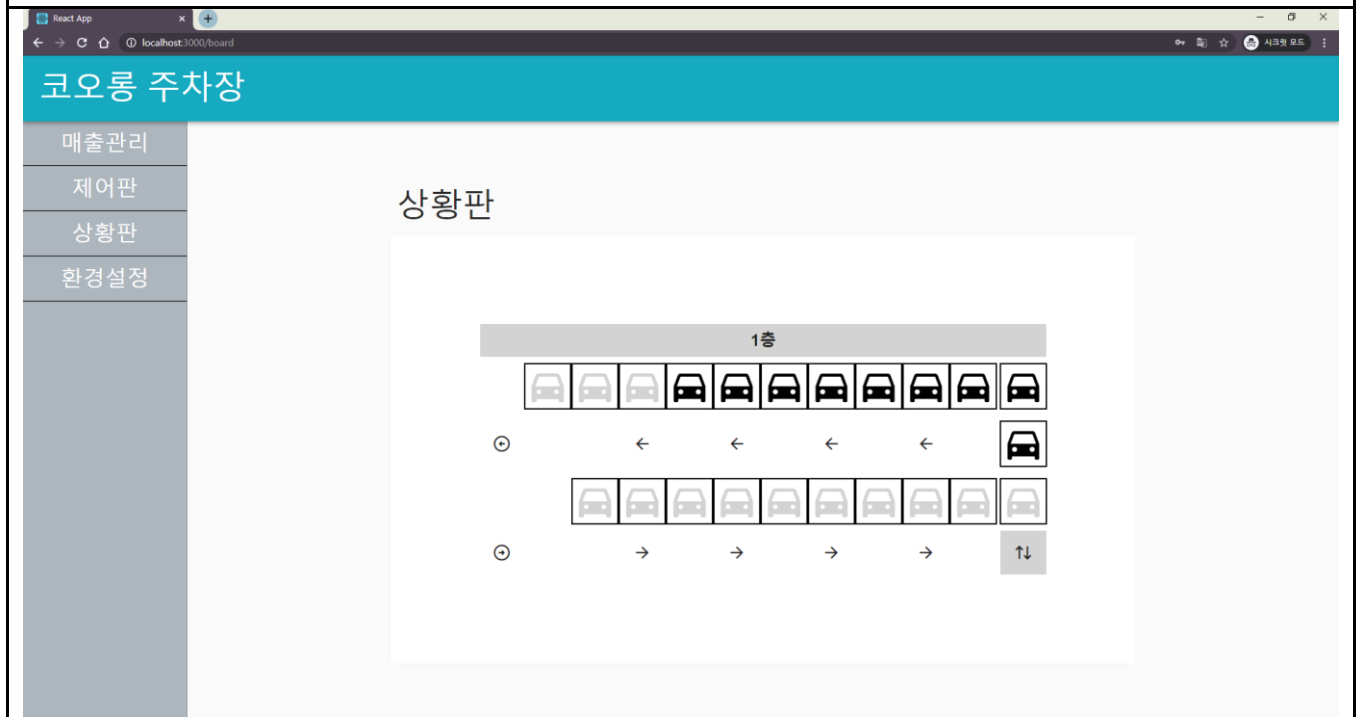 React App
localhost:3000/board
시크릿 모드
코오롱 주차장
매출관리
제어판
상황판
환경설정
상황판
1층